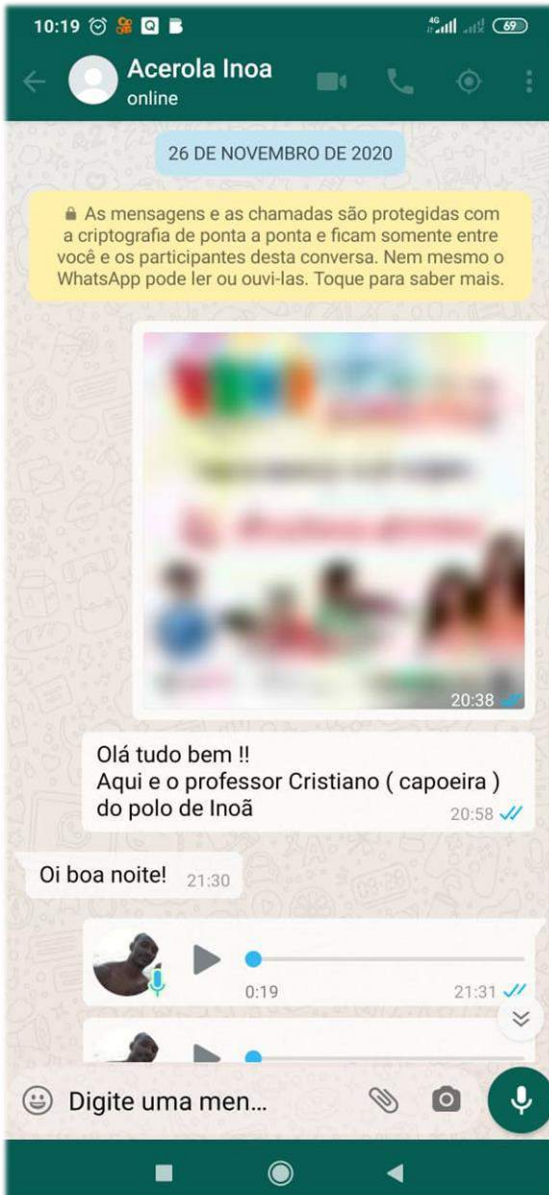 10:19
4G
69
Acerola Inoa
online
26 DE NOVEMBRO DE 2020
As mensagens e as chamadas são protegidas com
a criptografia de ponta a ponta e ficam somente entre
você e os participantes desta conversa. Nem mesmo o
WhatsApp pode ler ou ouvi-las. Toque para saber mais.
20:38
Olá tudo bem !!
Aqui e o professor Cristiano ( capoeira )
do polo de Inoã
20:58
Oi boa noite! 21:30
0:19 21:31
Digite uma men...